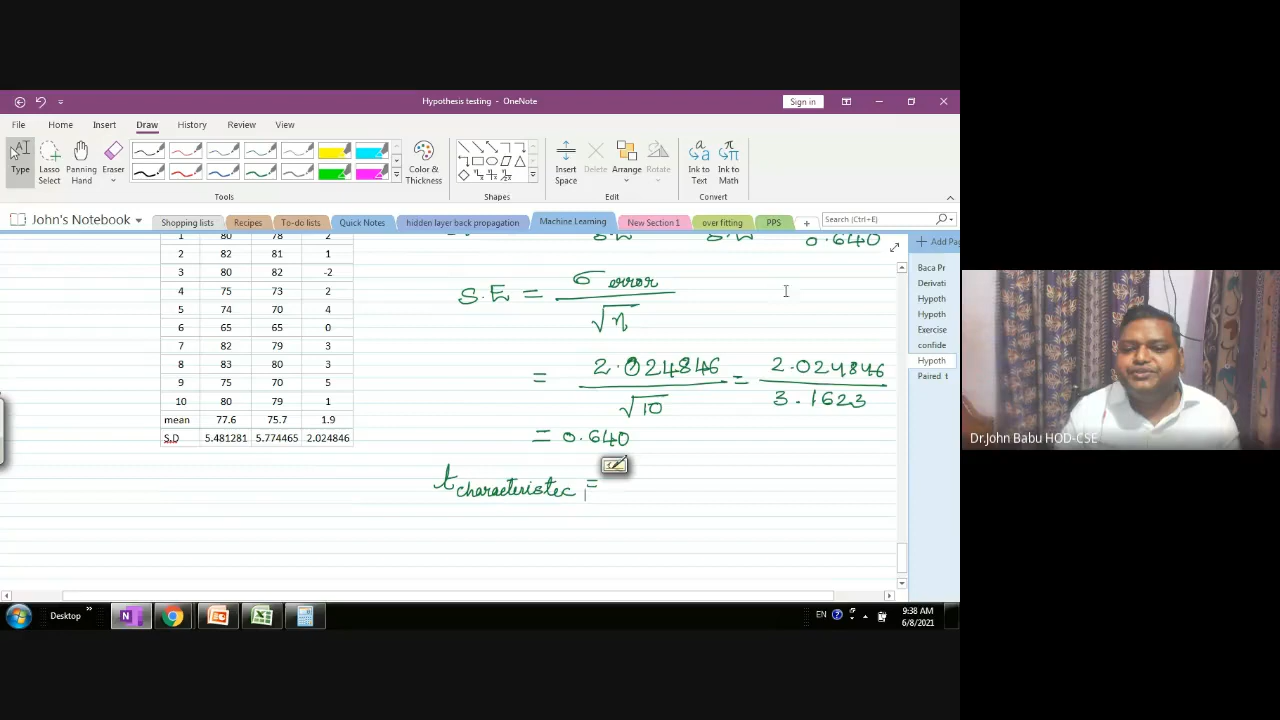 Hypothesis testing - OneNote
Sign in
File Home Insert Draw History Review View
Type
Lasso Select
Panning Hand
Eraser
Color & Thickness
Insert Space
Delete
Arrange
Rotate
Ink to Text
Ink to Math
Tools
Shapes
Edit
Convert
John's Notebook
Shopping lists Recipes To-do lists Quick Notes hidden layer back propagation Machine Learning New Section 1 over fitting PPS +
Search (Ctrl+E)
Add Pag
Baca Pr
Derivati
Hypoth
Hypoth
Exercise
confide
Hypoth
Paired t
1 80 78 2
2 82 81 1
3 80 82 -2
4 75 73 2
5 74 70 4
6 65 65 0
7 82 79 3
8 83 80 3
9 75 70 5
10 80 79 1
mean 77.6 75.7 1.9
S.D 5.481281 5.774465 2.024846
S.E S.E 0.640
S.E = σ error / √n
= 2.024846 / √10 = 2.024846 / 3.1623
= 0.640
t characteristec =
Dr.John Babu HOD-CSE
Desktop
EN
9:38 AM
6/8/2021